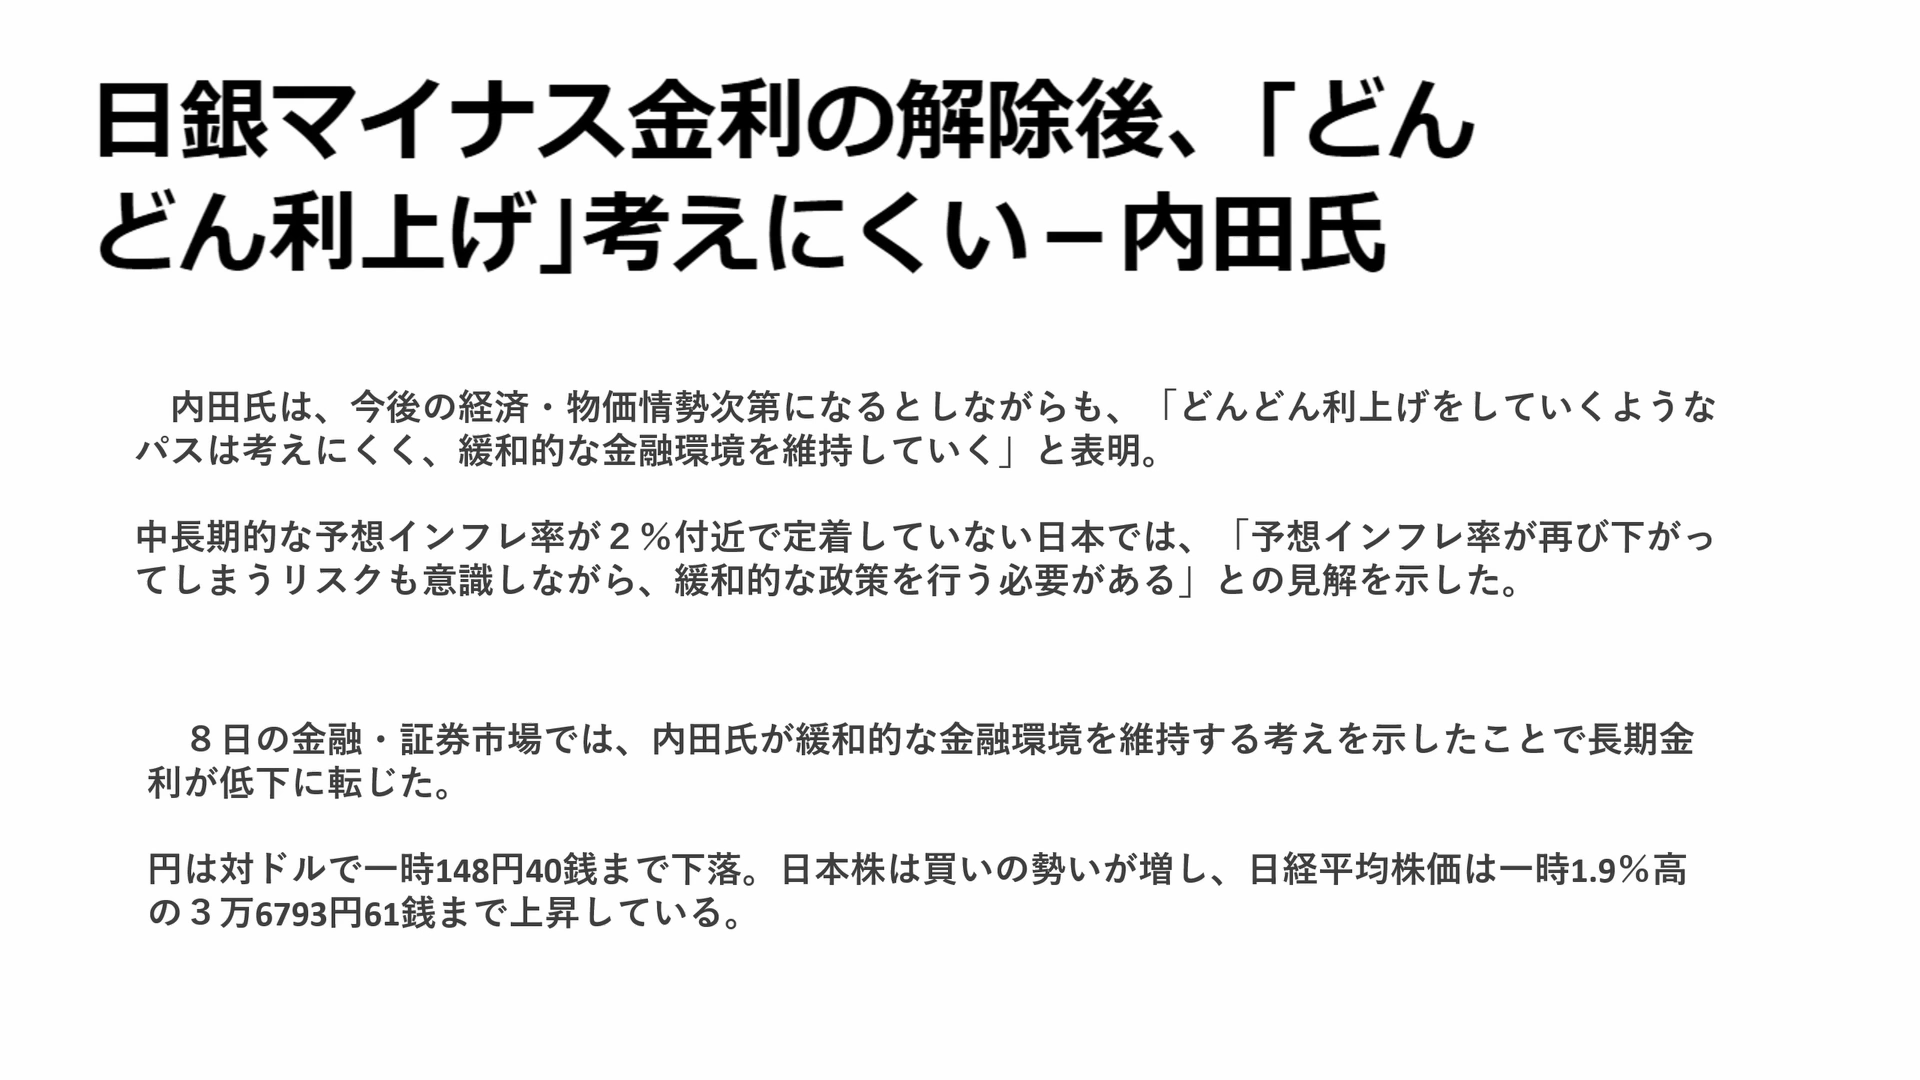 日銀マイナス金利の解除後、「どん
どん利上げ」考えにくい－内田氏
内田氏は、今後の経済・物価情勢次第になるとしながらも、「どんどん利上げをしていくような
パスは考えにくく、緩和的な金融環境を維持していく」と表明。
中長期的な予想インフレ率が２％付近で定着していない日本では、「予想インフレ率が再び下がっ
てしまうリスクも意識しながら、緩和的な政策を行う必要がある」との見解を示した。
８日の金融・証券市場では、内田氏が緩和的な金融環境を維持する考えを示したことで長期金
利が低下に転じた。
円は対ドルで一時148円40銭まで下落。日本株は買いの勢いが増し、日経平均株価は一時1.9％高
の３万6793円61銭まで上昇している。